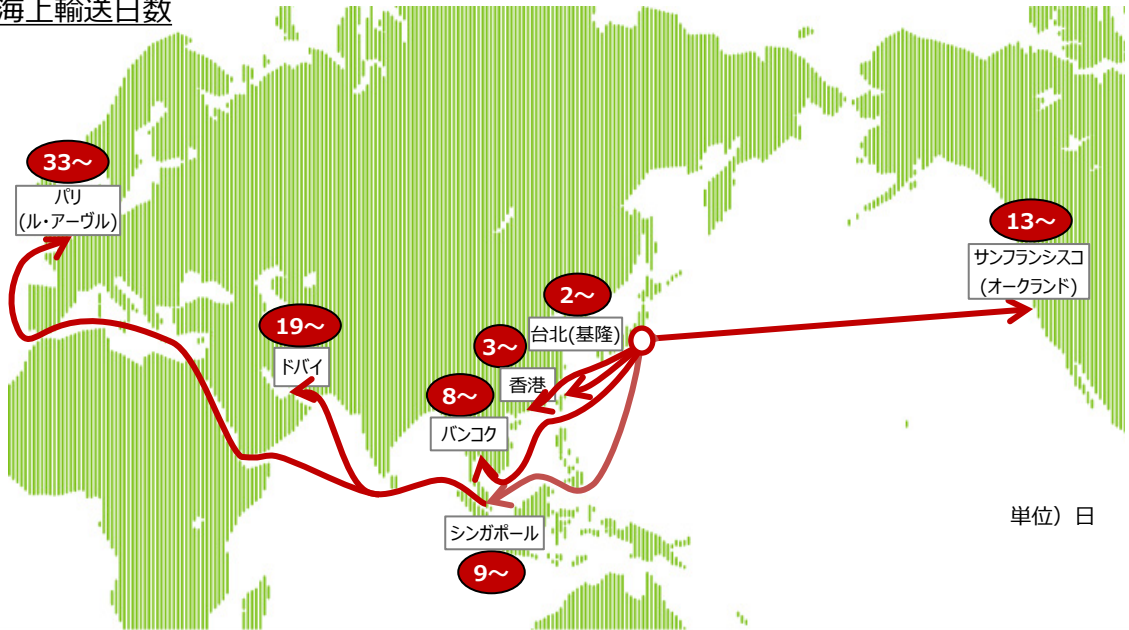 海上輸送日数
33～
パリ
(ル・アーヴル)
13～
サンフランシスコ
(オークランド)
2～
台北(基隆)
19～
ドバイ
3～
香港
8～
バンコク
単位）日
シンガポール
9～